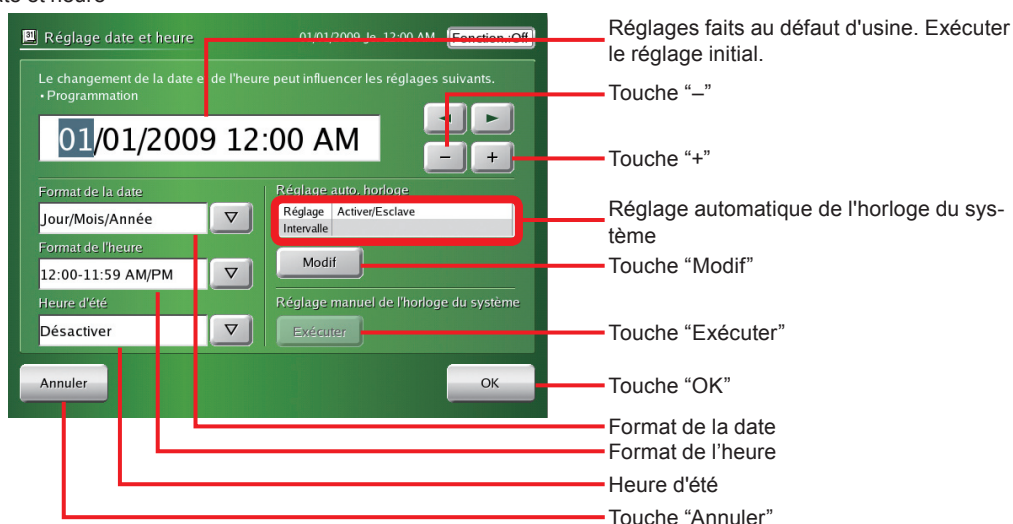 Réglage date et heure 01/01/2009 Je 12:00 AM Fonction :Off
Le changement de la date et de l'heure peut influencer les réglages suivants.
• Programmation
01/01/2009 12:00 AM
– +
Format de la date
Jour/Mois/Année
Format de l'heure
12:00-11:59 AM/PM
Heure d'été
Désactiver
Réglage auto. horloge
Réglage Activer/Esclave
Intervalle
Modif
Réglage manuel de l'horloge du système
Exécuter
Annuler
OK
Réglages faits au défaut d'usine. Exécuter
le réglage initial.
Touche “–”
Touche “+”
Réglage automatique de l'horloge du sys-
tème
Touche “Modif”
Touche “Exécuter”
Touche “OK”
Format de la date
Format de l’heure
Heure d'été
Touche “Annuler”